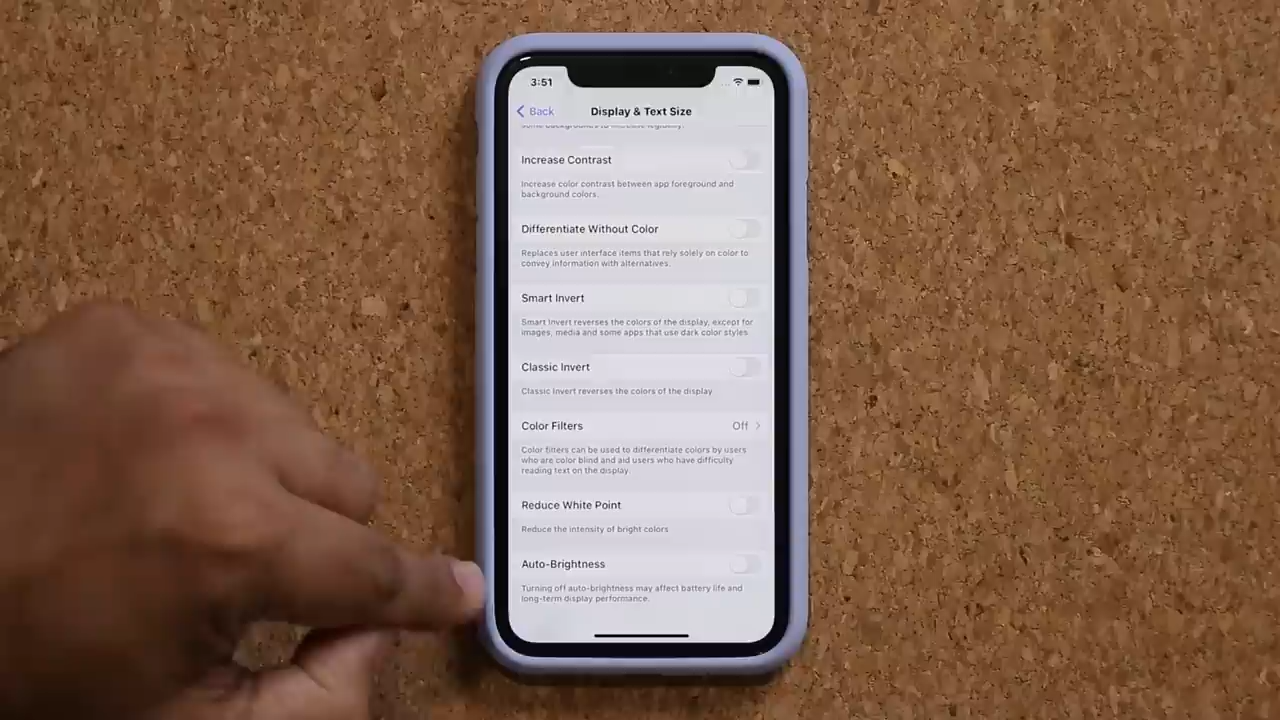 3:51
Back
Display & Text Size
some backgrounds to increase legibility.
Increase Contrast
Increase color contrast between app foreground and
background colors.
Differentiate Without Color
Replaces user interface items that rely solely on color to
convey information with alternatives.
Smart Invert
Smart Invert reverses the colors of the display, except for
images, media and some apps that use dark color styles.
Classic Invert
Classic Invert reverses the colors of the display.
Color Filters Off
Color filters can be used to differentiate colors by users
who are color blind and aid users who have difficulty
reading text on the display.
Reduce White Point
Reduce the intensity of bright colors.
Auto-Brightness
Turning off auto-brightness may affect battery life and
long-term display performance.